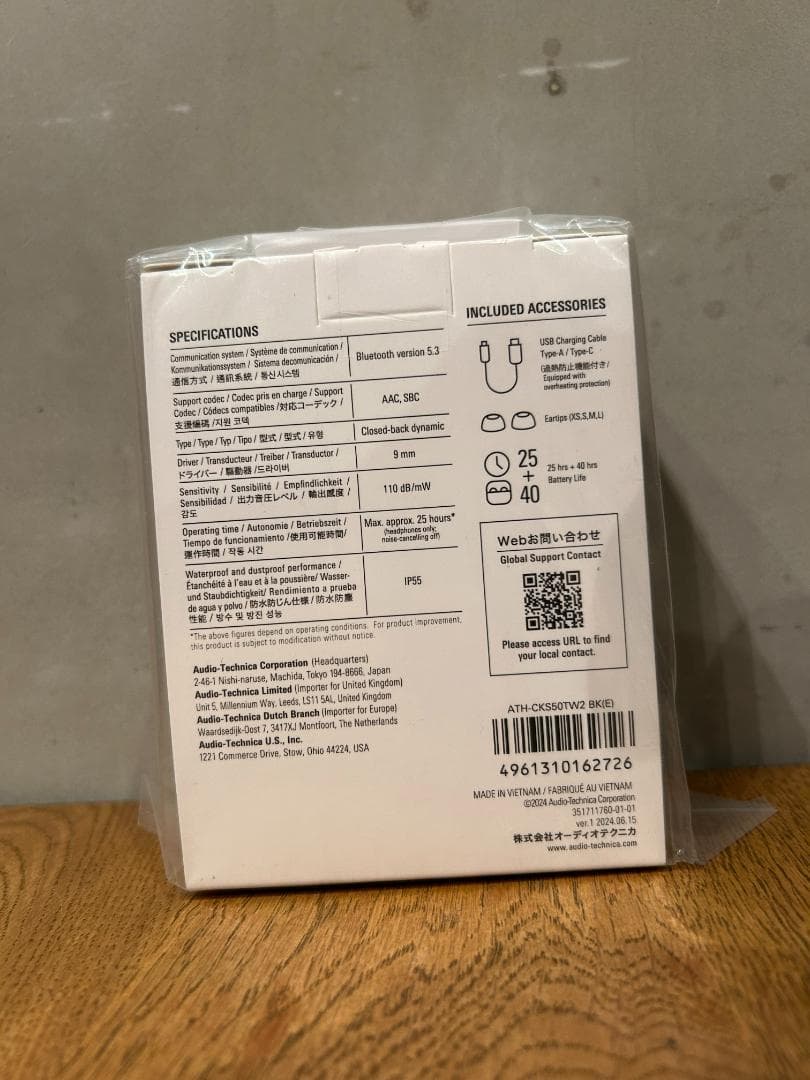 SPECIFICATIONS
Communication system / Système de communication /
Kommunikationssystem / Sistema decomunicación /
通信方式 / 通訊系統 / 통신시스템
Bluetooth version 5.3
Support codec / Codec pris en charge / Support
Codec / Códecs compatibles /対応コーデック /
支援編碼 /지원 코덱
AAC, SBC
Type / Type / Typ / Tipo / 型式 / 型式 / 유형
Closed-back dynamic
Driver / Transducteur / Treiber / Transductor /
ドライバー / 驅動器 /드라이버
9 mm
Sensitivity / Sensibilité / Empfindlichkeit /
Sensibilidad / 出力音圧レベル / 輸出感度 /
감도
110 dB/mW
Operating time / Autonomie / Betriebszeit /
Tiempo de funcionamiento /使用可能時間/
運作時間 / 작동 시간
Max. approx. 25 hours*
(headphones only;
noise-cancelling off)
Waterproof and dustproof performance /
Étanchéité à l'eau et à la poussière/ Wasser-
und Staubdichtigkeit/ Rendimiento a prueba
de agua y polvo / 防水防じん仕様 / 防水防塵
性能 / 방수 및 방진 성능
IP55
*The above figures depend on operating conditions. For product improvement,
this product is subject to modification without notice.
Audio-Technica Corporation (Headquarters)
2-46-1 Nishi-naruse, Machida, Tokyo 194-8666, Japan
Audio-Technica Limited (Importer for United Kingdom)
Unit 5, Millennium Way, Leeds, LS11 5AL, United Kingdom
Audio-Technica Dutch Branch (Importer for Europe)
Waardsedijk-Oost 7, 3417XJ Montfoort, The Netherlands
Audio-Technica U.S., Inc.
1221 Commerce Drive, Stow, Ohio 44224, USA
INCLUDED ACCESSORIES
USB Charging Cable
Type-A / Type-C
(過熱防止機能付き/
Equipped with
overheating protection)
Eartips (XS,S,M,L)
25
+
40
25 hrs + 40 hrs
Battery Life
Webお問い合わせ
Global Support Contact
Please access URL to find
your local contact.
ATH-CKS50TW2 BK(E)
4961310162726
MADE IN VIETNAM / FABRIQUÉ AU VIETNAM
©2024 Audio-Technica Corporation
351711760-01-01
ver.1 2024.06.15
株式会社オーディオテクニカ
www.audio-technica.com